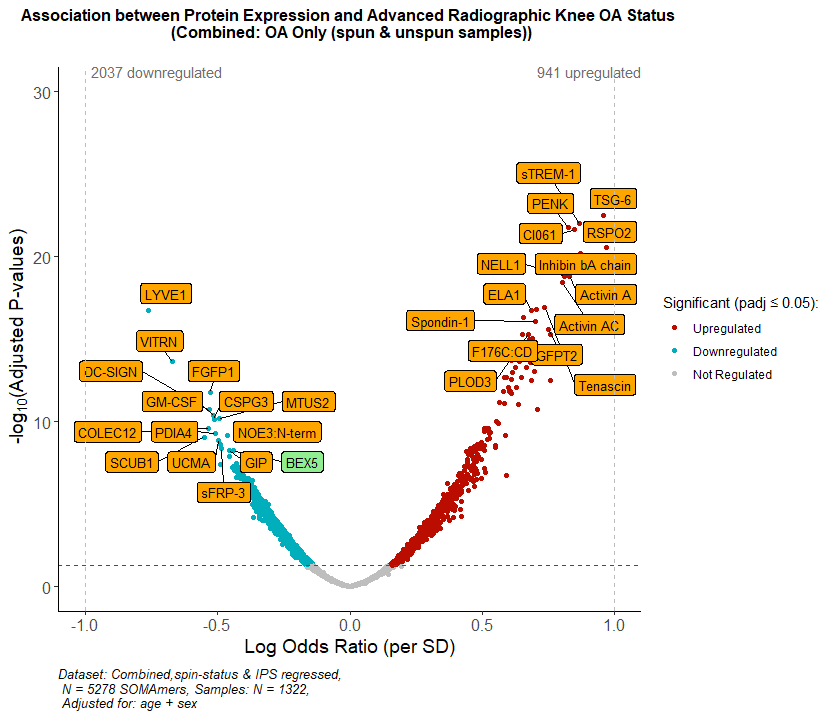 Association between Protein Expression and Advanced Radiographic Knee OA Status
(Combined: OA Only (spun & unspun samples))
2037 downregulated
941 upregulated
30
20
10
0
-log10(Adjusted P-values)
sTREM-1
TSG-6
PENK
CI061
RSPO2
NELL1
Inhibin bA chain
LYVE1
ELA1
Activin A
Spondin-1
Activin AC
VITRN
F176C:CD
GFPT2
DC-SIGN
FGFP1
PLOD3
Tenascin
GM-CSF
CSPG3
MTUS2
COLEC12
PDIA4
NOE3:N-term
SCUB1
UCMA
GIP
BEX5
sFRP-3
Significant (padj ≤ 0.05):
Upregulated
Downregulated
Not Regulated
-1.0
-0.5
0.0
0.5
1.0
Log Odds Ratio (per SD)
Dataset: Combined,spin-status & IPS regressed,
N = 5278 SOMAmers, Samples: N = 1322,
Adjusted for: age + sex